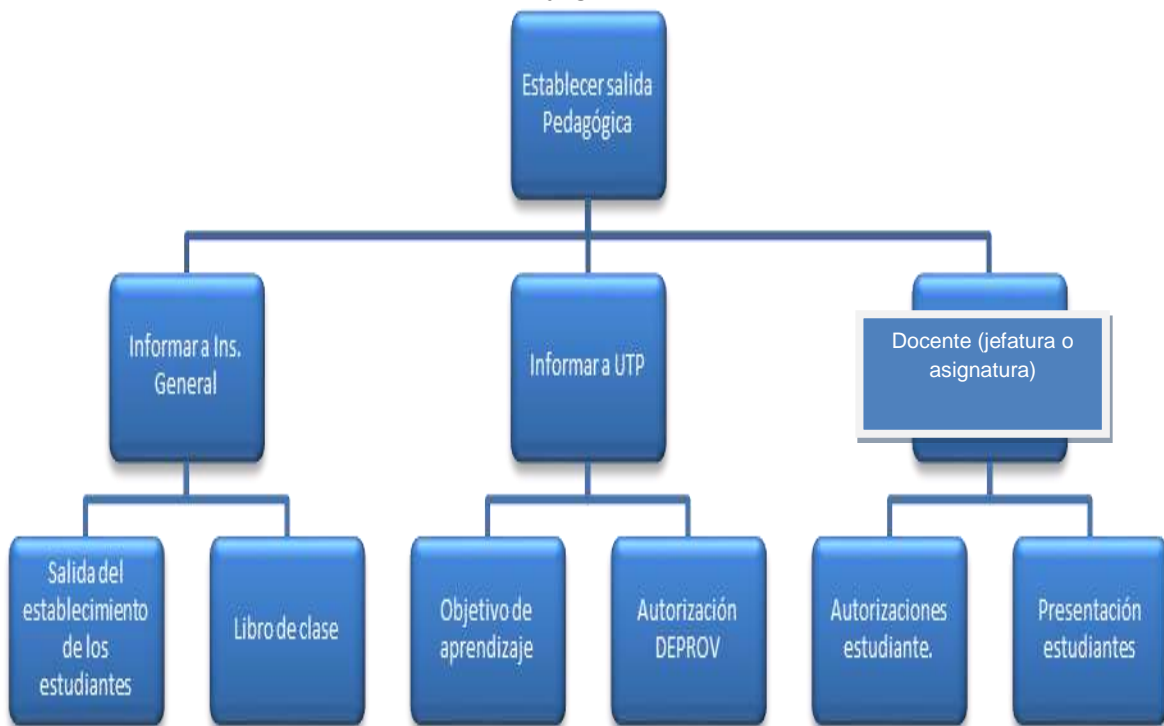 Establecer salida
Pedagógica
Informar a Ins.
General
Informar a UTP
Docente (jefatura o
asignatura)
Salida del
establecimiento
de los
estudiantes
Libro de clase
Objetivo de
aprendizaje
Autorización
DEPROV
Autorizaciones
estudiante.
Presentación
estudiantes